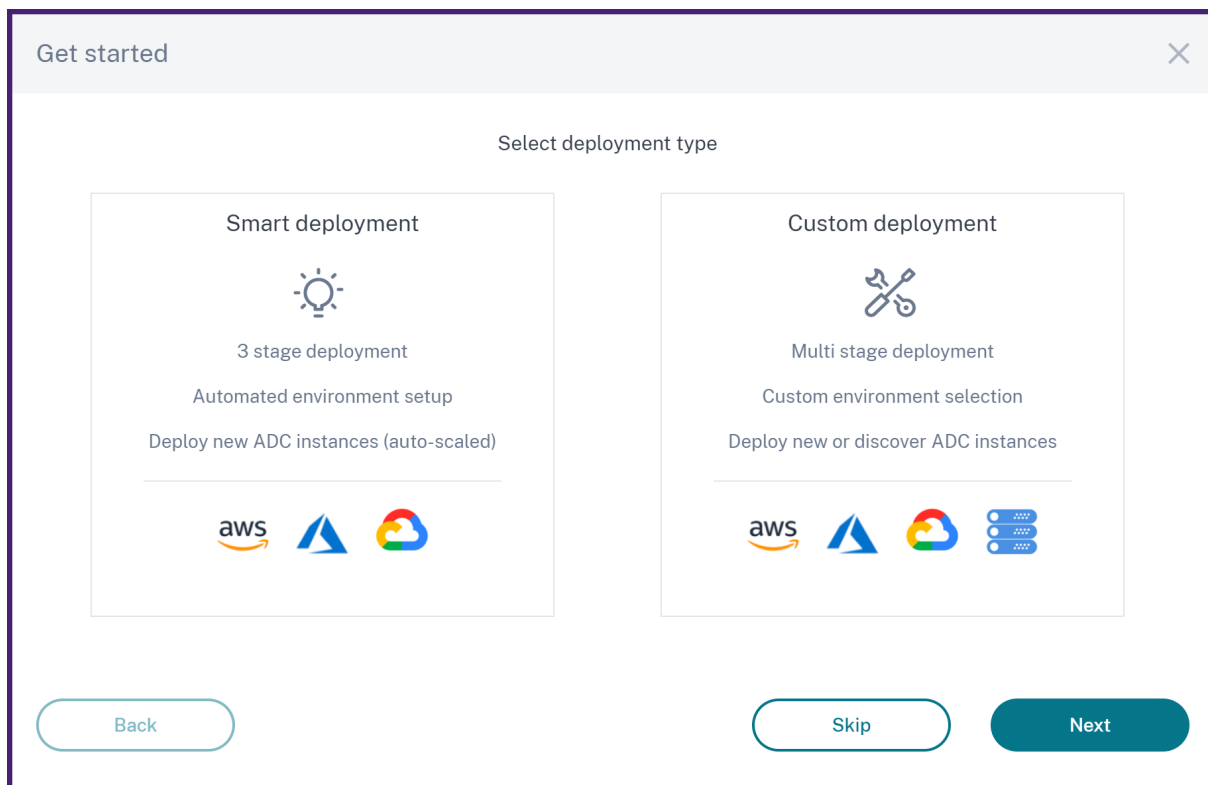 Get started
Select deployment type
Smart deployment
3 stage deployment
Automated environment setup
Deploy new ADC instances (auto-scaled)
aws
Custom deployment
Multi stage deployment
Custom environment selection
Deploy new or discover ADC instances
aws
Back
Skip
Next